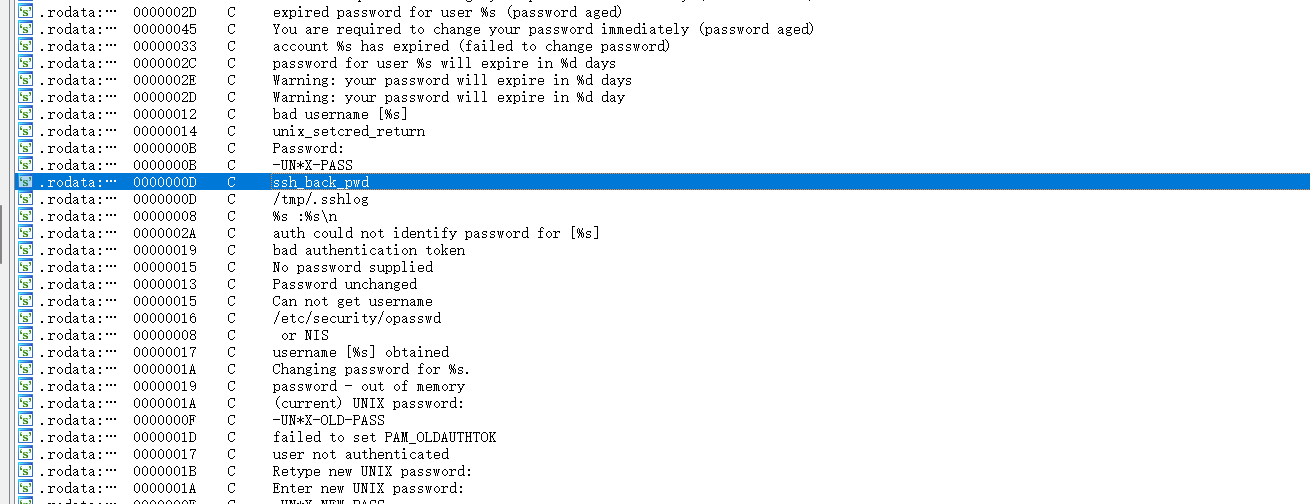 .rodata:… 0000002D C expired password for user %s (password aged)
.rodata:… 00000045 C You are required to change your password immediately (password aged)
.rodata:… 00000033 C account %s has expired (failed to change password)
.rodata:… 0000002C C password for user %s will expire in %d days
.rodata:… 0000002E C Warning: your password will expire in %d days
.rodata:… 0000002D C Warning: your password will expire in %d day
.rodata:… 00000012 C bad username [%s]
.rodata:… 00000014 C unix_setcred_return
.rodata:… 0000000B C Password:
.rodata:… 0000000B C -UN*X-PASS
.rodata:… 0000000D C ssh_back_pwd
.rodata:… 0000000D C /tmp/.sshlog
.rodata:… 00000008 C %s :%s\n
.rodata:… 0000002A C auth could not identify password for [%s]
.rodata:… 00000019 C bad authentication token
.rodata:… 00000015 C No password supplied
.rodata:… 00000013 C Password unchanged
.rodata:… 00000015 C Can not get username
.rodata:… 00000016 C /etc/security/opasswd
.rodata:… 00000008 C or NIS
.rodata:… 00000017 C username [%s] obtained
.rodata:… 0000001A C Changing password for %s.
.rodata:… 00000019 C password - out of memory
.rodata:… 0000001A C (current) UNIX password:
.rodata:… 0000000F C -UN*X-OLD-PASS
.rodata:… 0000001D C failed to set PAM_OLDAUTHTOK
.rodata:… 00000017 C user not authenticated
.rodata:… 0000001B C Retype new UNIX password:
.rodata:… 0000001A C Enter new UNIX password: